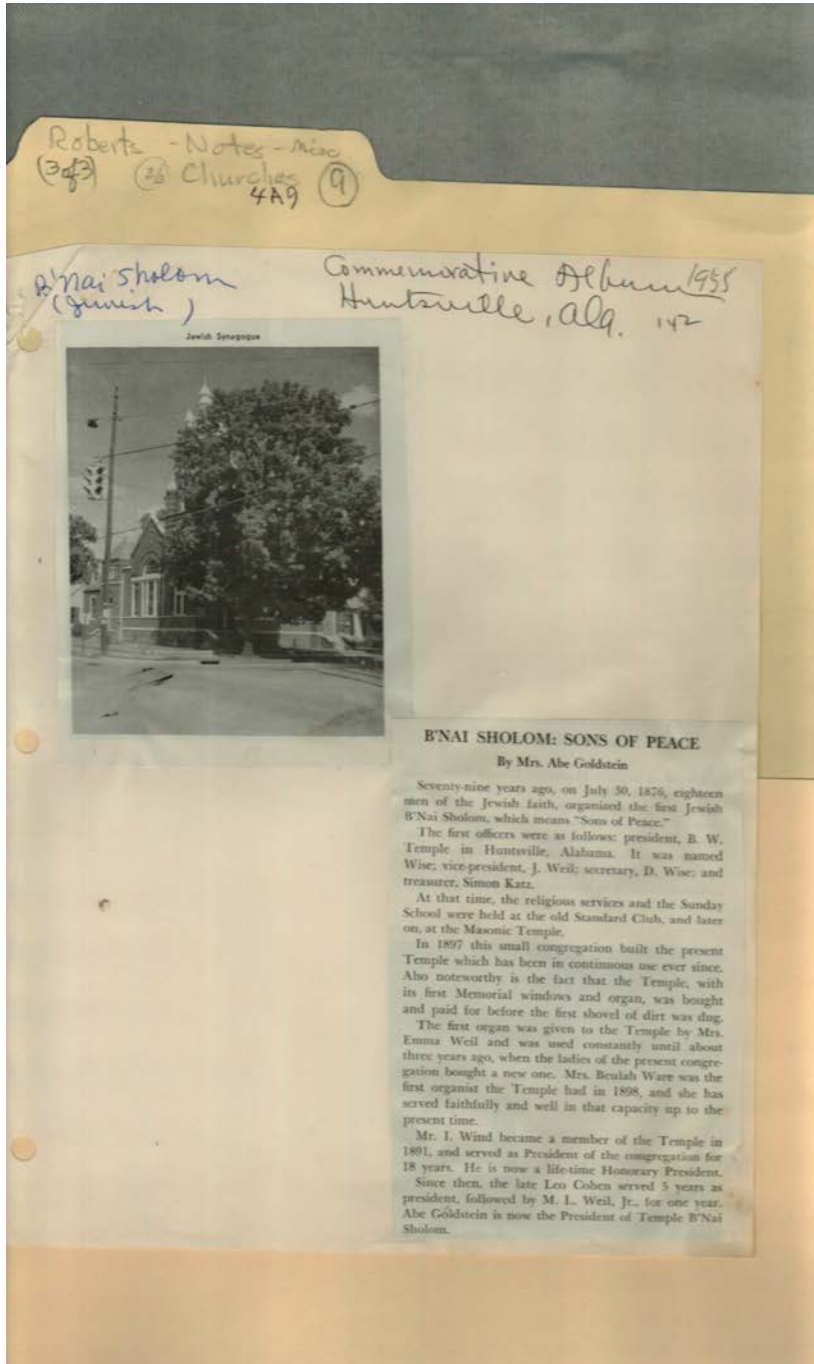 Roberts - Notes - Misc
(3 of 3) Churches 9
4A9
B'nai Sholom
(Jewish)
Commemorative Album 1955
Huntsville, Ala. 142
Jewish Synagogue
B'NAI SHOLOM: SONS OF PEACE
By Mrs. Abe Goldstein
Seventy-nine years ago, on July 30, 1876, eighteen
men of the Jewish faith, organized the first Jewish
B'Nai Sholom, which means "Sons of Peace."
The first officers were as follows: president, B. W.
Temple in Huntsville, Alabama. It was named
Wise; vice-president, J. Weil; secretary, D. Wise; and
treasurer, Simon Katz.
At that time, the religious services and the Sunday
School were held at the old Standard Club, and later
on, at the Masonic Temple.
In 1897 this small congregation built the present
Temple which has been in continuous use ever since.
Also noteworthy is the fact that the Temple, with
its first Memorial windows and organ, was bought
and paid for before the first shovel of dirt was dug.
The first organ was given to the Temple by Mrs.
Emma Weil and was used constantly until about
three years ago, when the ladies of the present congre-
gation bought a new one. Mrs. Beulah Ware was the
first organist the Temple had in 1898, and she has
served faithfully and well in that capacity up to the
present time.
Mr. I. Wind became a member of the Temple in
1891, and served as President of the congregation for
18 years. He is now a life-time Honorary President.
Since then, the late Leo Cohen served 5 years as
president, followed by M. L. Weil, Jr., for one year.
Abe Goldstein is now the President of Temple B'Nai
Sholom.